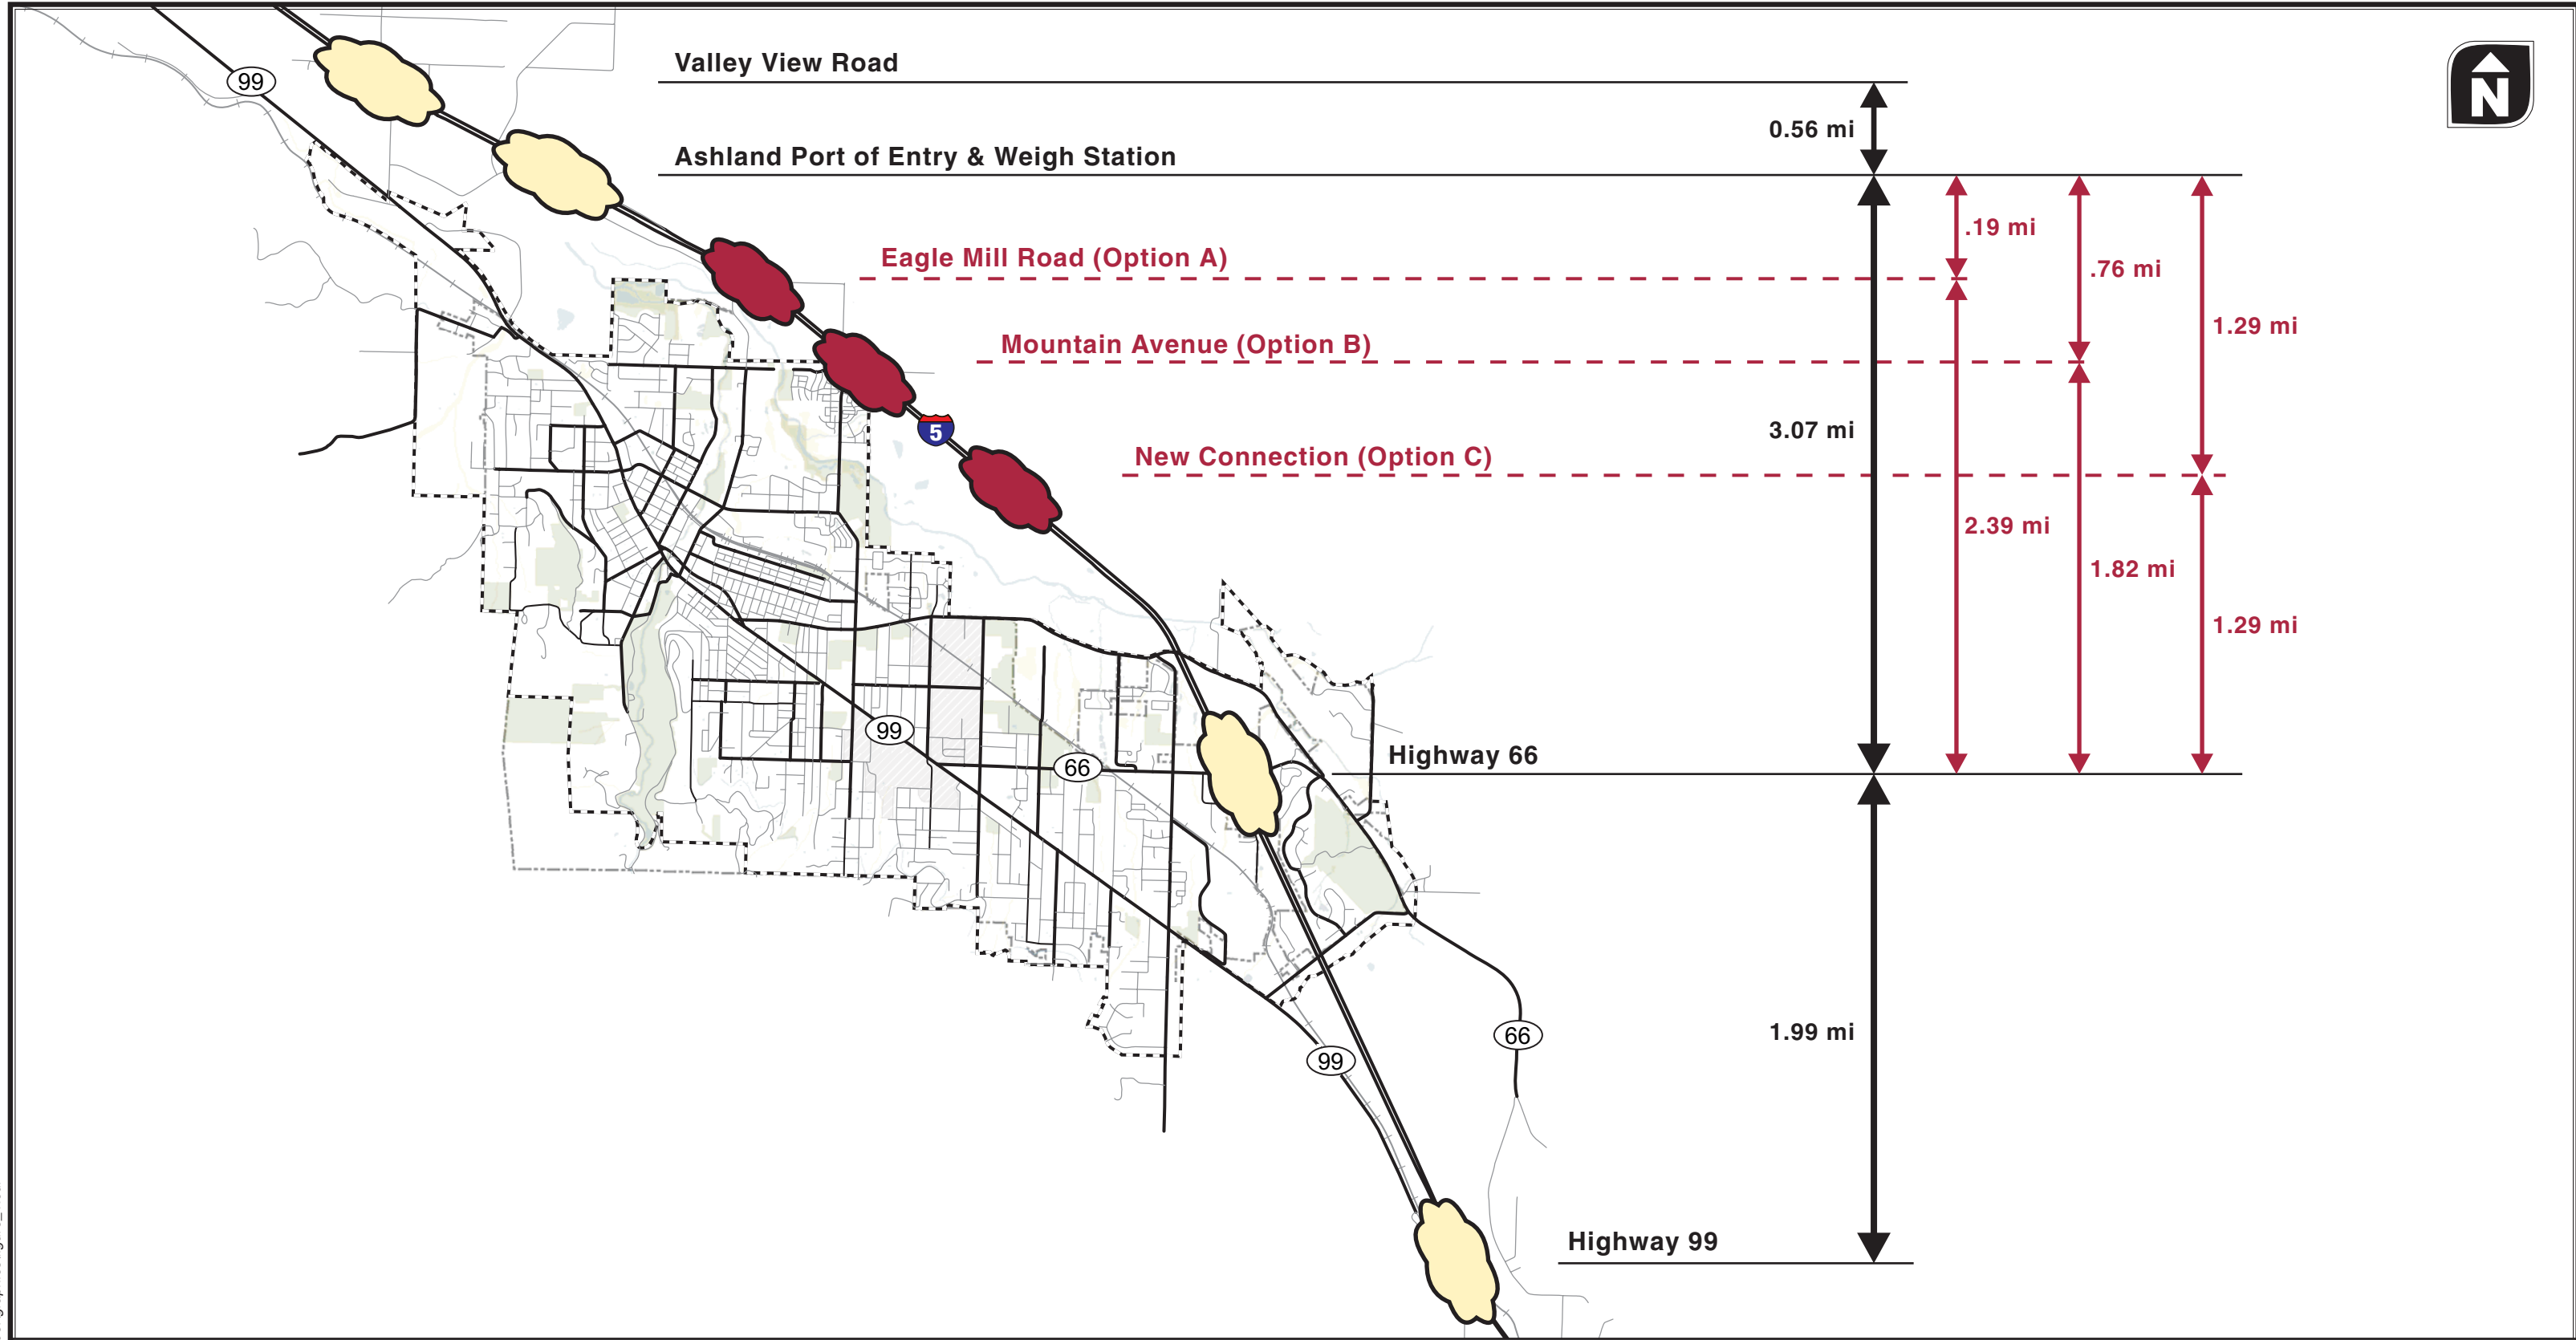 Valley View Road
99
N
0.56 mi
Ashland Port of Entry & Weigh Station
.19 mi
Eagle Mill Road (Option A)
.76 mi
1.29 mi
Mountain Avenue (Option B)
5
3.07 mi
New Connection (Option C)
2.39 mi
1.82 mi
1.29 mi
99
66
Highway 66
1.99 mi
66
99
Highway 99